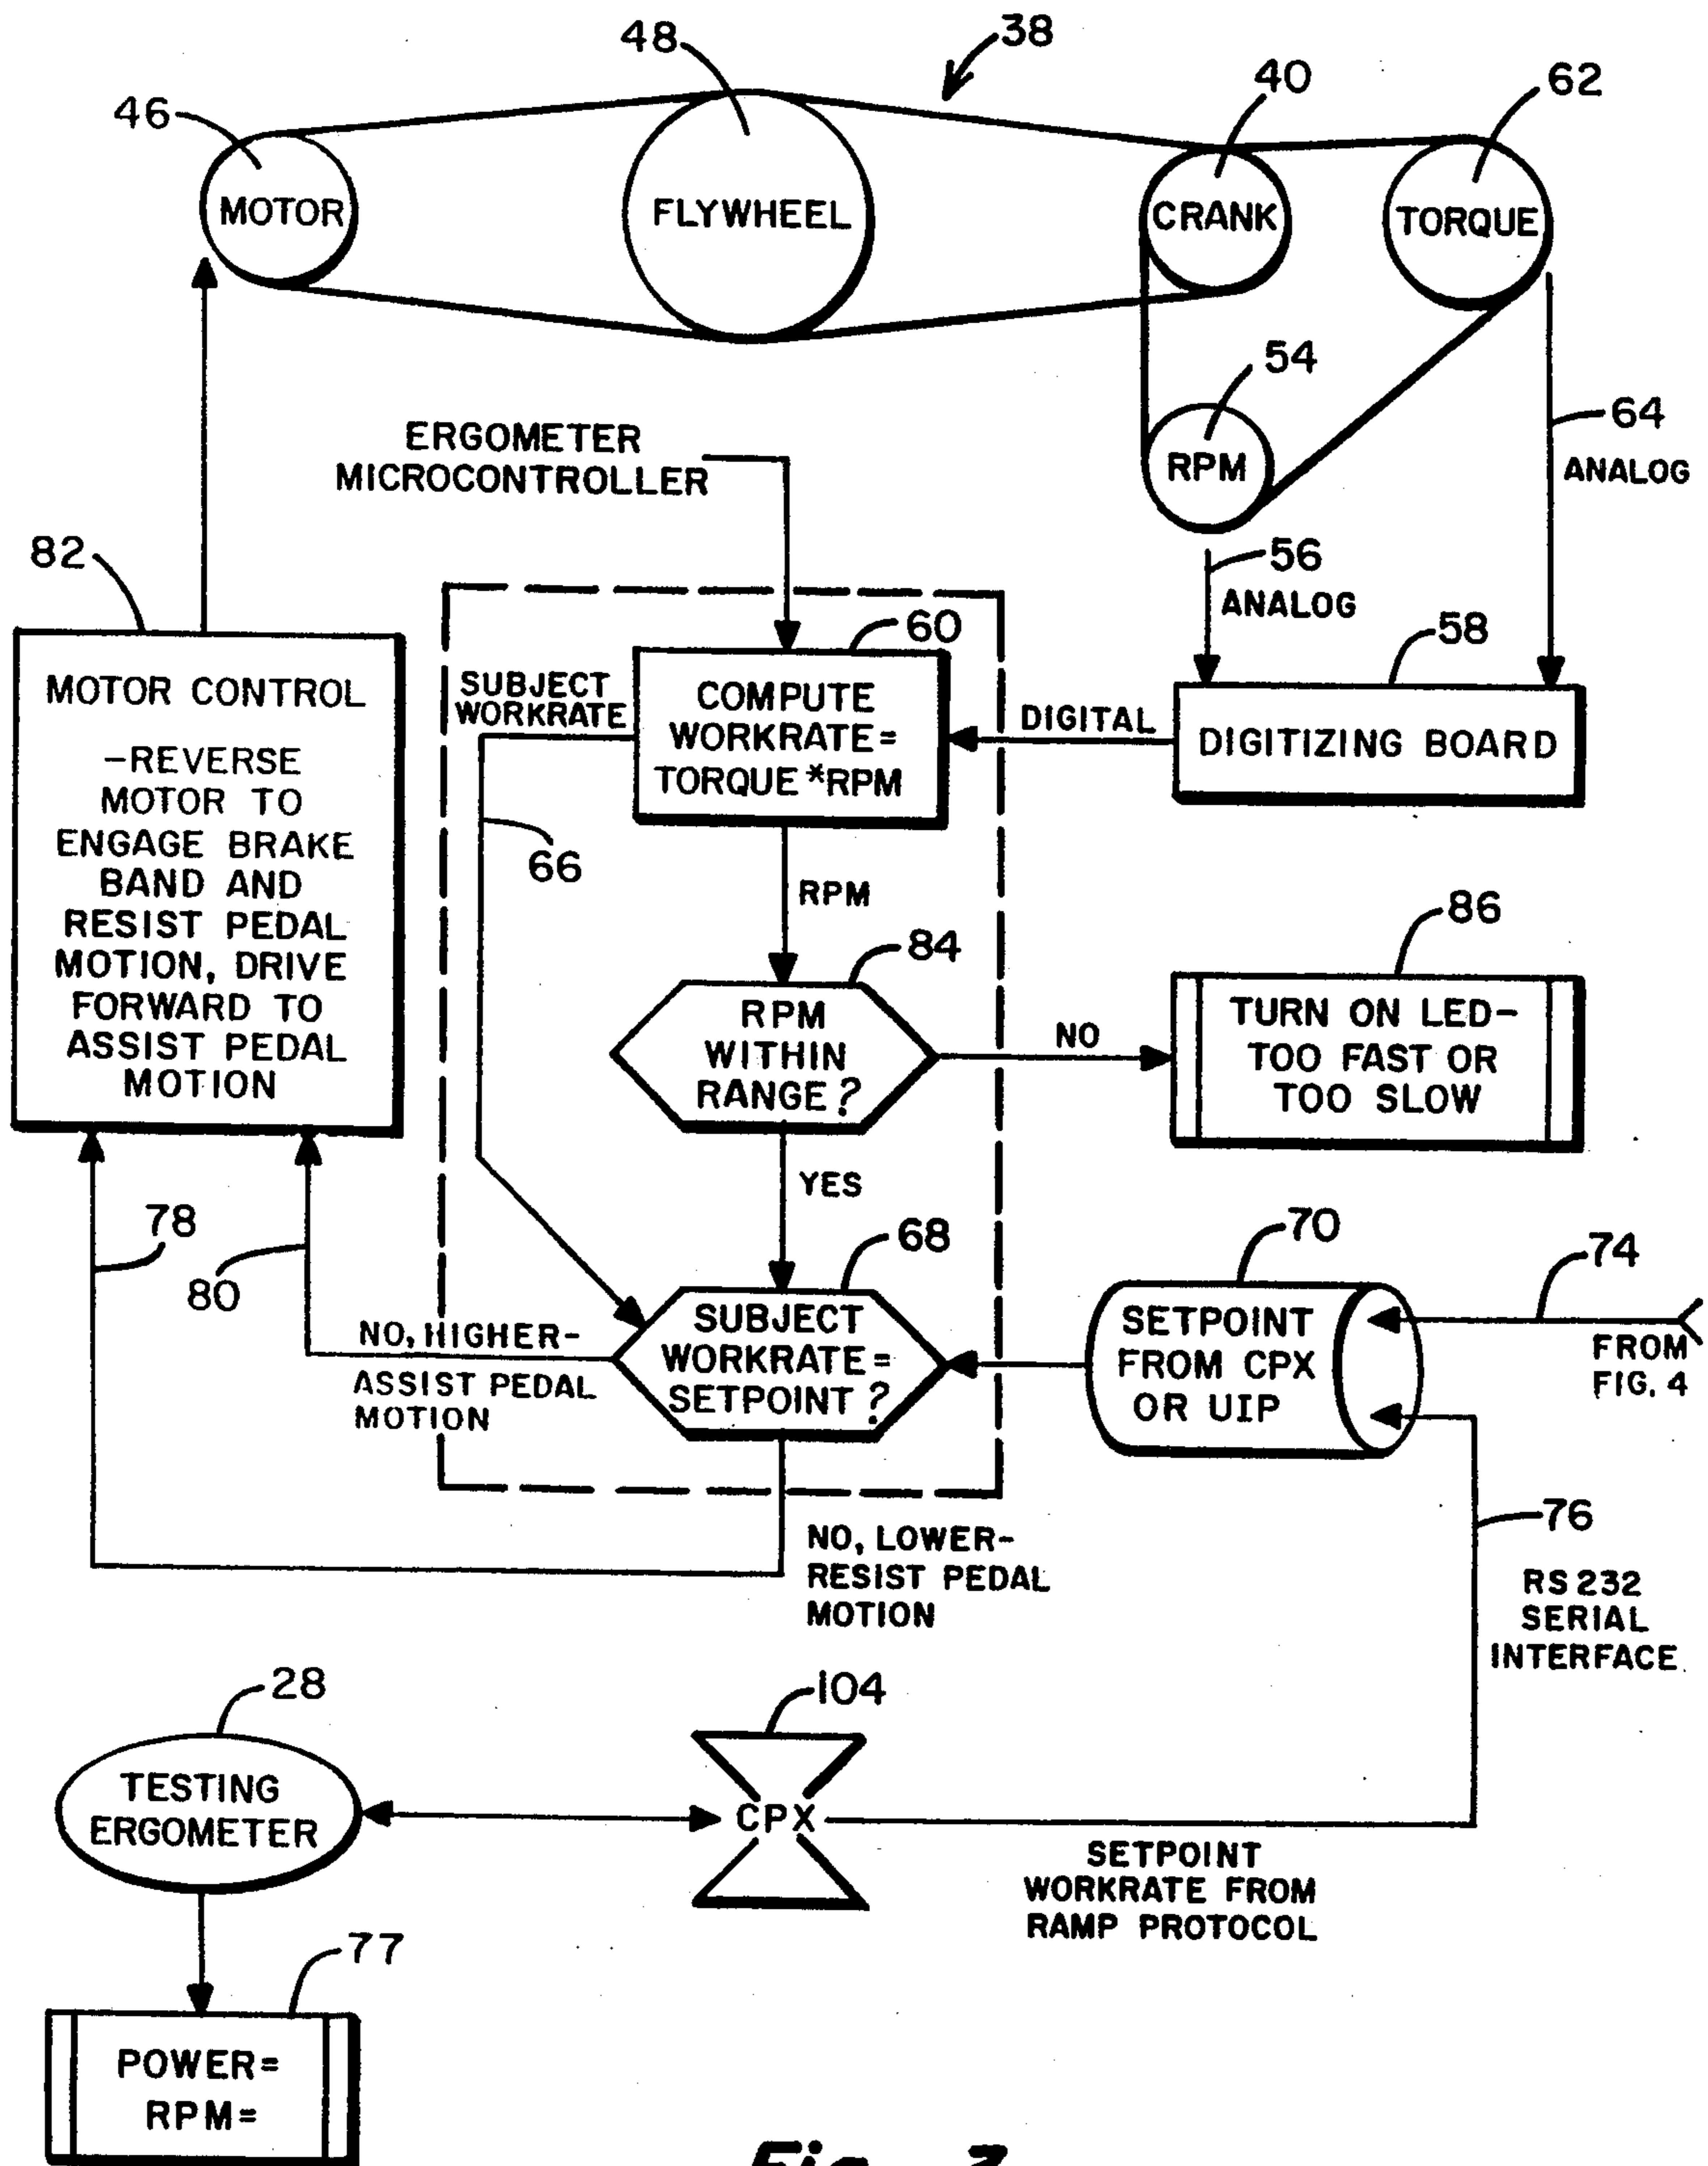 48
38
40
62
46
MOTOR
FLYWHEEL
CRANK
TORQUE
54
64
RPM
ANALOG
ERGOMETER
MICROCONTROLLER
82
56
ANALOG
60
58
MOTOR CONTROL
-REVERSE
MOTOR TO
ENGAGE BRAKE
BAND AND
RESIST PEDAL
MOTION, DRIVE
FORWARD TO
ASSIST PEDAL
MOTION
SUBJECT
WORKRATE
COMPUTE
WORKRATE=
TORQUE*RPM
DIGITAL
DIGITIZING BOARD
66
RPM
84
86
RPM
WITHIN
RANGE?
NO
TURN ON LED-
TOO FAST OR
TOO SLOW
YES
78
80
68
70
74
SUBJECT
WORKRATE=
SETPOINT?
SETPOINT
FROM CPX
OR UIP
FROM
FIG. 4
NO, HIGHER-
ASSIST PEDAL
MOTION
NO, LOWER-
RESIST PEDAL
MOTION
76
RS 232
SERIAL
INTERFACE
28
104
TESTING
ERGOMETER
CPX
SETPOINT
WORKRATE FROM
RAMP PROTOCOL
77
POWER=
RPM=